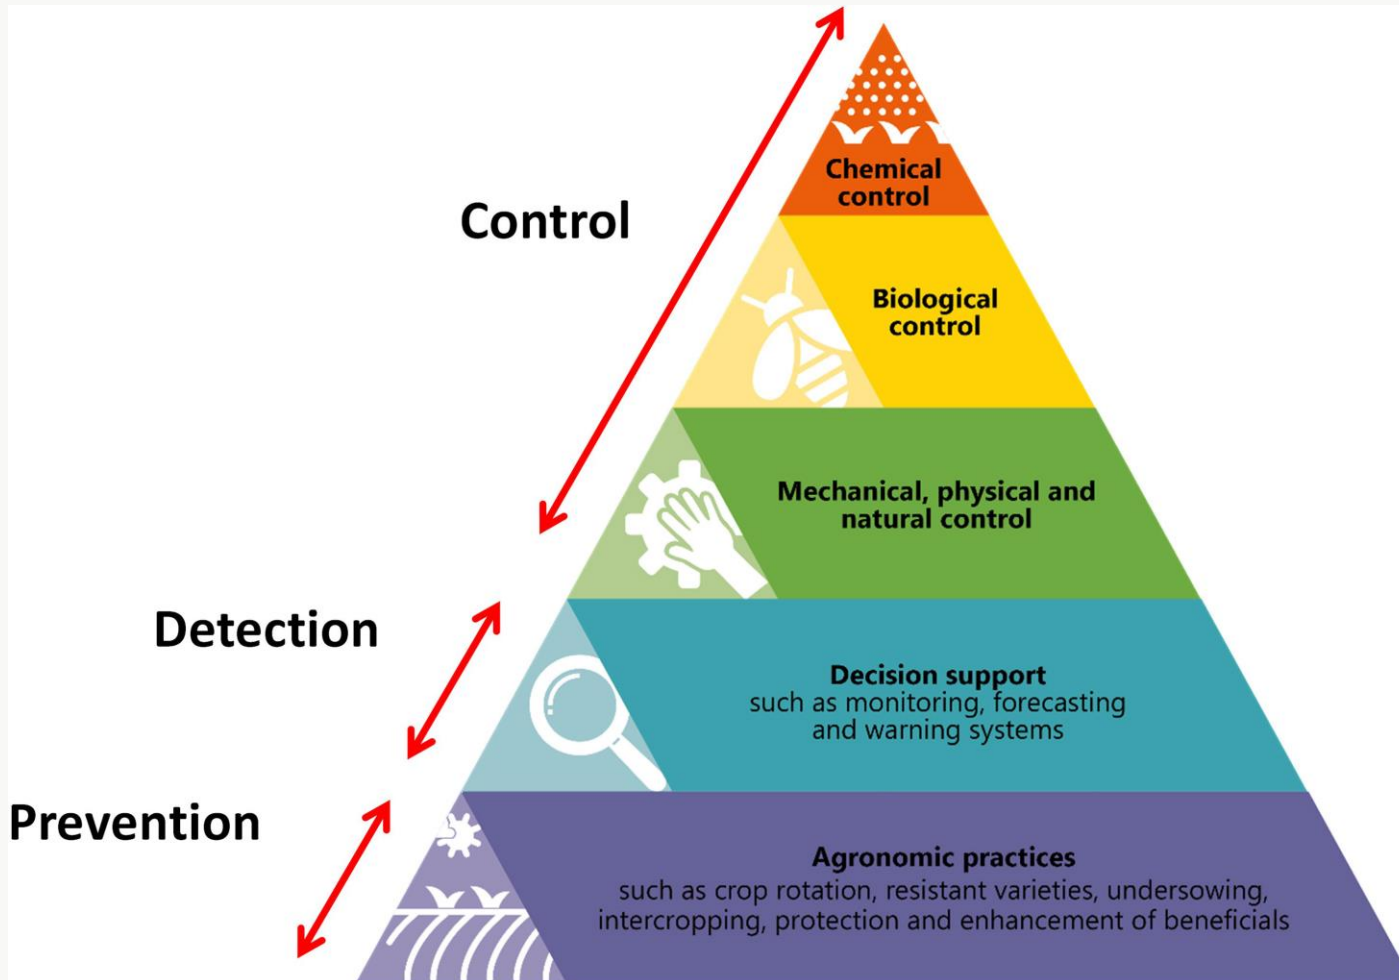 Control
Chemical
control
Biological
control
Mechanical, physical and
natural control
Detection
Decision support
such as monitoring, forecasting
and warning systems
Prevention
Agronomic practices
such as crop rotation, resistant varieties, undersowing,
intercropping, protection and enhancement of beneficials